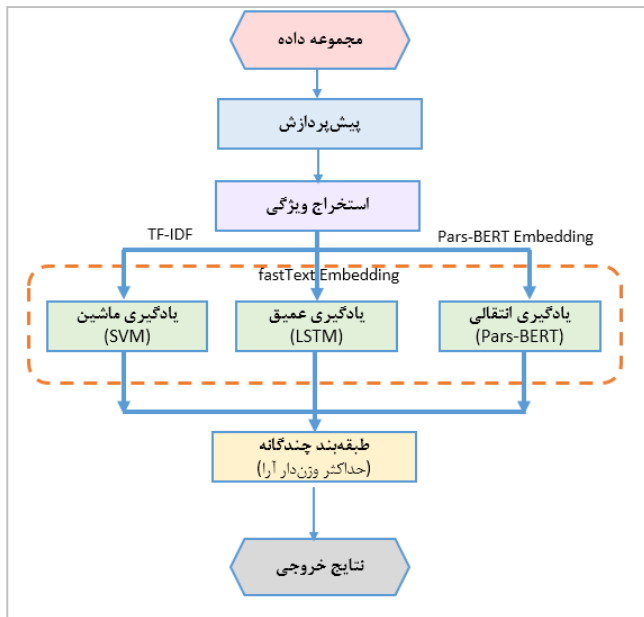 مجموعه داده
پیش‌پردازش
استخراج ویژگی
TF-IDF
Pars-BERT Embedding
fastText Embedding
یادگیری ماشین
(SVM)
یادگیری عمیق
(LSTM)
یادگیری انتقالی
(Pars-BERT)
طبقه‌بند چندگانه
(حداکثر وزن‌دار آرا)
نتایج خروجی